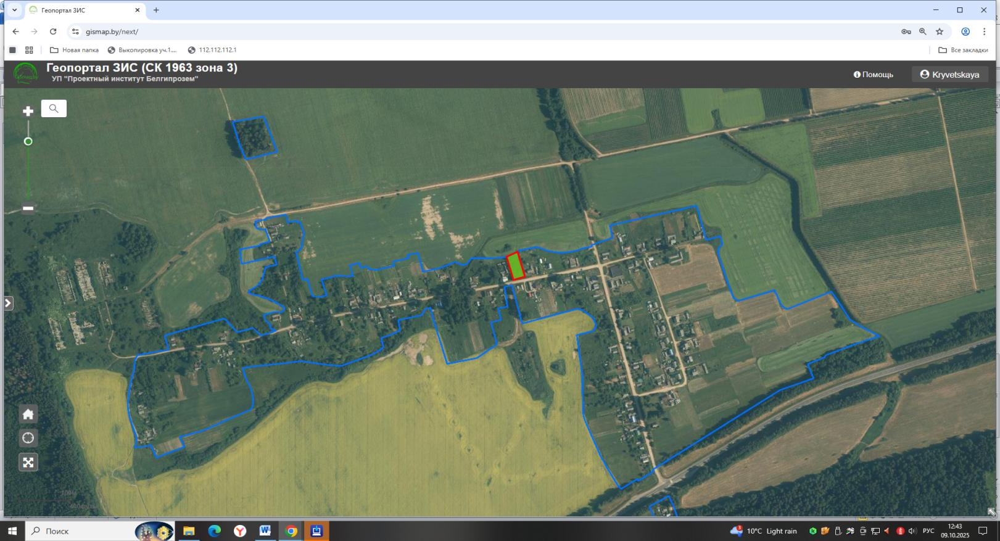 Геопортал ЗИС
gismap.by/next/
Новая папка
Выкопировка уч.1....
112.112.112.1
Все закладки
Геопортал ЗИС (СК 1963 зона 3)
УП "Проектный институт Белгипрозем"
Помощь
Kryvetskaya
100м
400футы
Поиск
10°C Light rain
РУС
12:43
09.10.2025